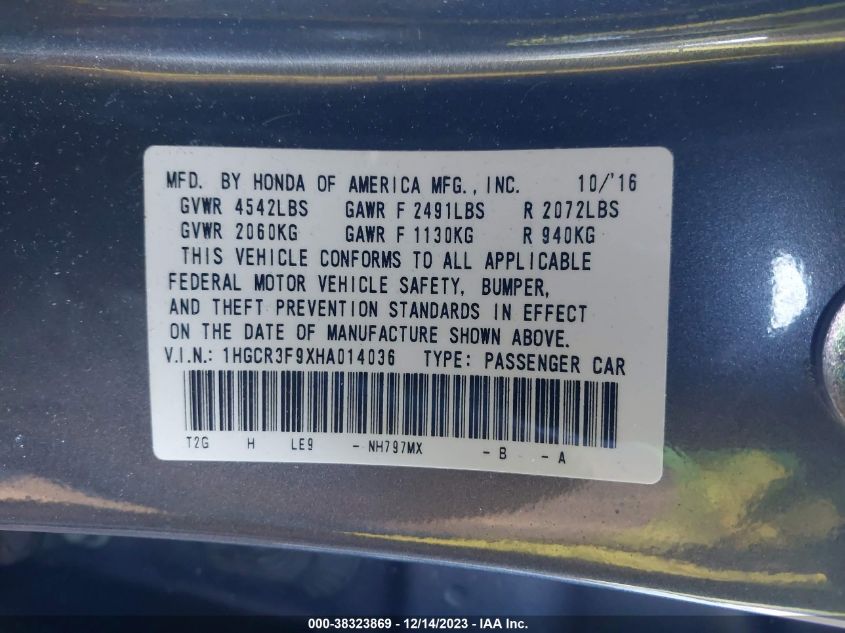 MFD. BY HONDA OF AMERICA MFG., INC. 10/'16
GVWR 4542LBS GAWR F 2491LBS R 2072LBS
GVWR 2060KG GAWR F 1130KG R 940KG
THIS VEHICLE CONFORMS TO ALL APPLICABLE
FEDERAL MOTOR VEHICLE SAFETY, BUMPER,
AND THEFT PREVENTION STANDARDS IN EFFECT
ON THE DATE OF MANUFACTURE SHOWN ABOVE.
V.I.N.: 1HGCR3F9XHA014036 TYPE: PASSENGER CAR
T2G H LE9 - NH797MX - B - A
000-38323869 - 12/14/2023 - IAA Inc.